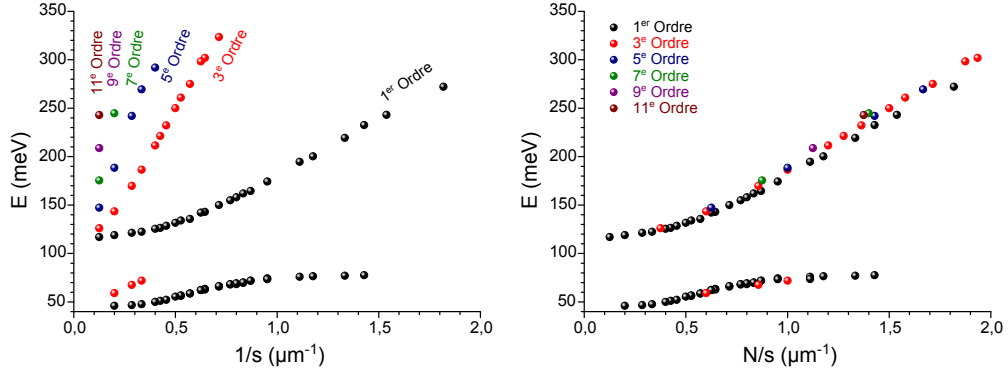 350
300
250
200
150
100
50
E (meV)
0,0
0,5
1,0
1,5
2,0
1/s (µm⁻¹)
11ᵉ Ordre
9ᵉ Ordre
7ᵉ Ordre
5ᵉ Ordre
3ᵉ Ordre
1ᵉʳ Ordre
350
300
250
200
150
100
50
E (meV)
0,0
0,5
1,0
1,5
2,0
N/s (µm⁻¹)
1ᵉʳ Ordre
3ᵉ Ordre
5ᵉ Ordre
7ᵉ Ordre
9ᵉ Ordre
11ᵉ Ordre